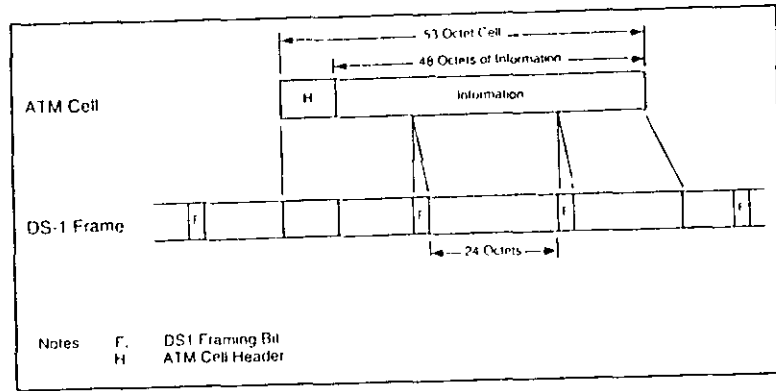 53 Octet Cell
48 Octets of Information
ATM Cell
H
Information
DS-1 Frame
F
F
F
F
24 Octets
Notes F. DS1 Framing Bit
H ATM Cell Header